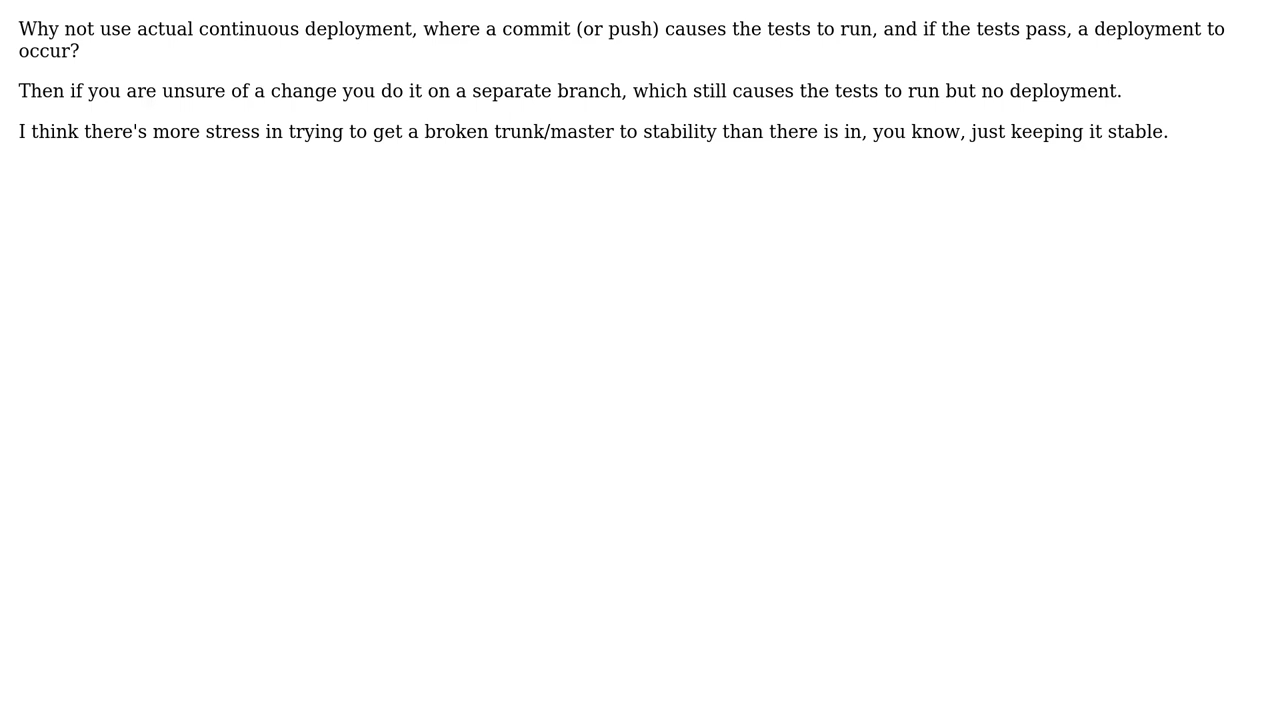 Why not use actual continuous deployment, where a commit (or push) causes the tests to run, and if the tests pass, a deployment to
occur?
Then if you are unsure of a change you do it on a separate branch, which still causes the tests to run but no deployment.
I think there's more stress in trying to get a broken trunk/master to stability than there is in, you know, just keeping it stable.